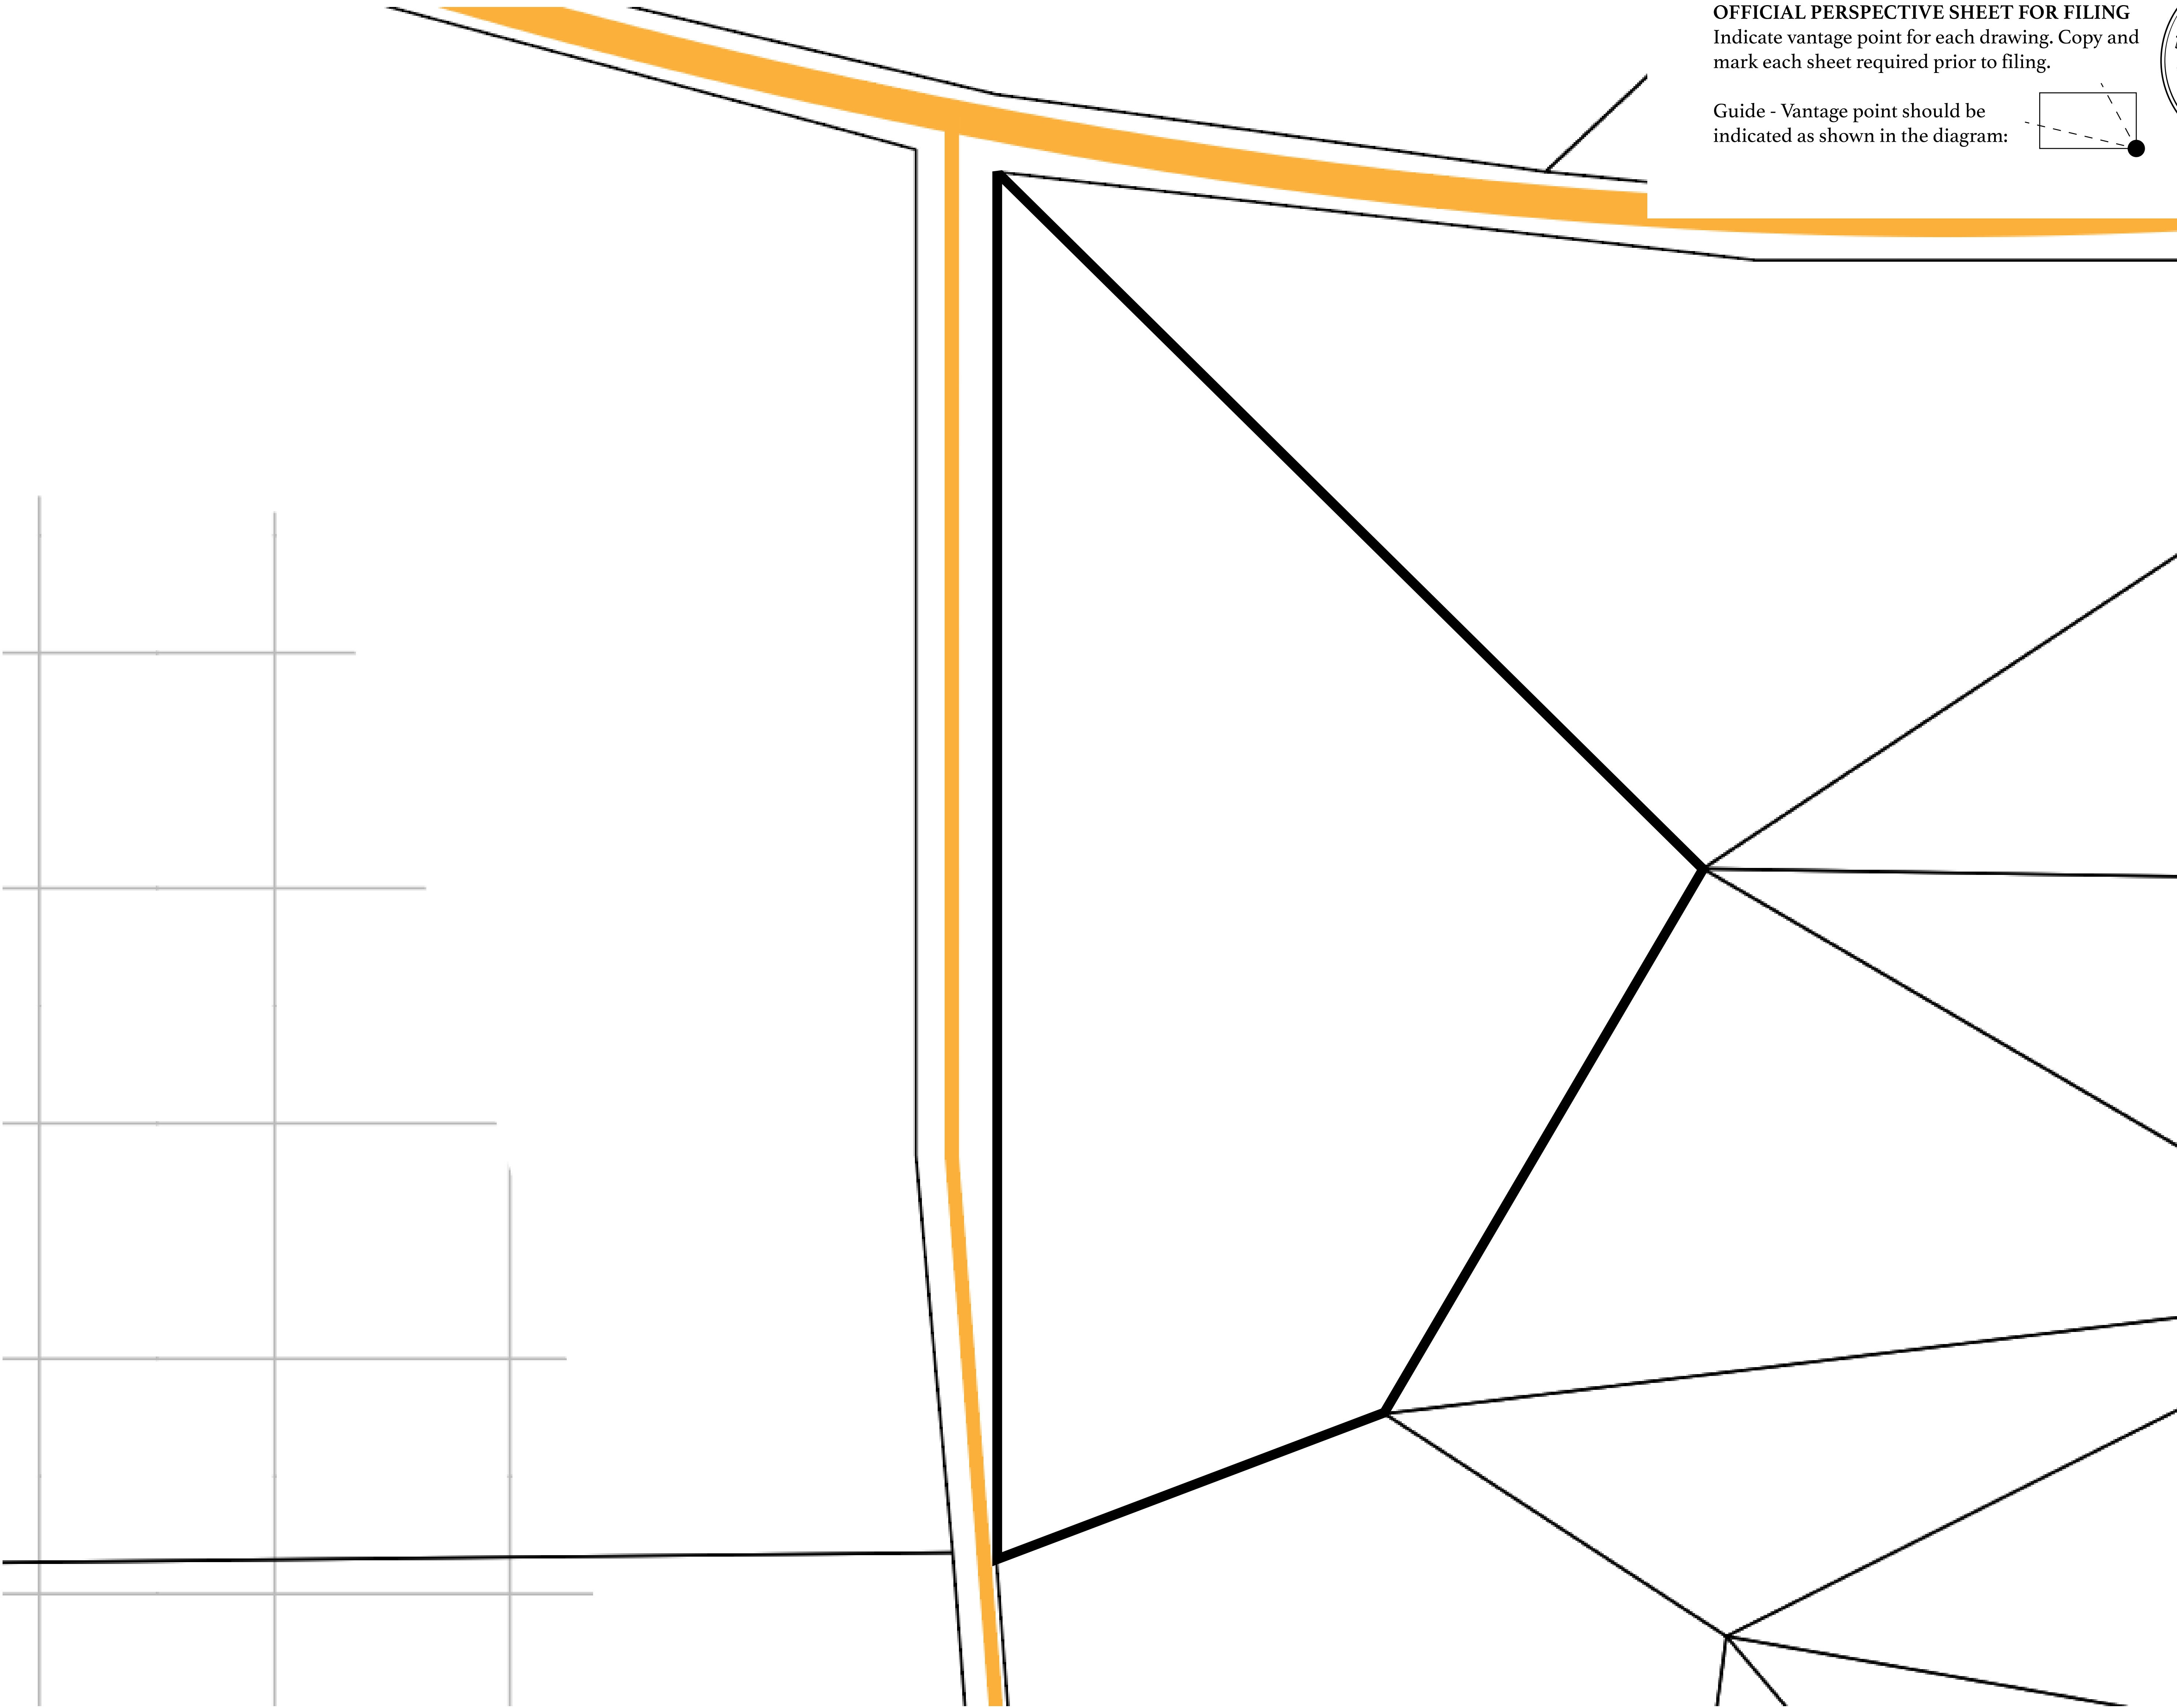 OFFICIAL PERSPECTIVE SHEET FOR FILING
Indicate vantage point for each drawing. Copy and
mark each sheet required prior to filing.
Guide - Vantage point should be
indicated as shown in the diagram: